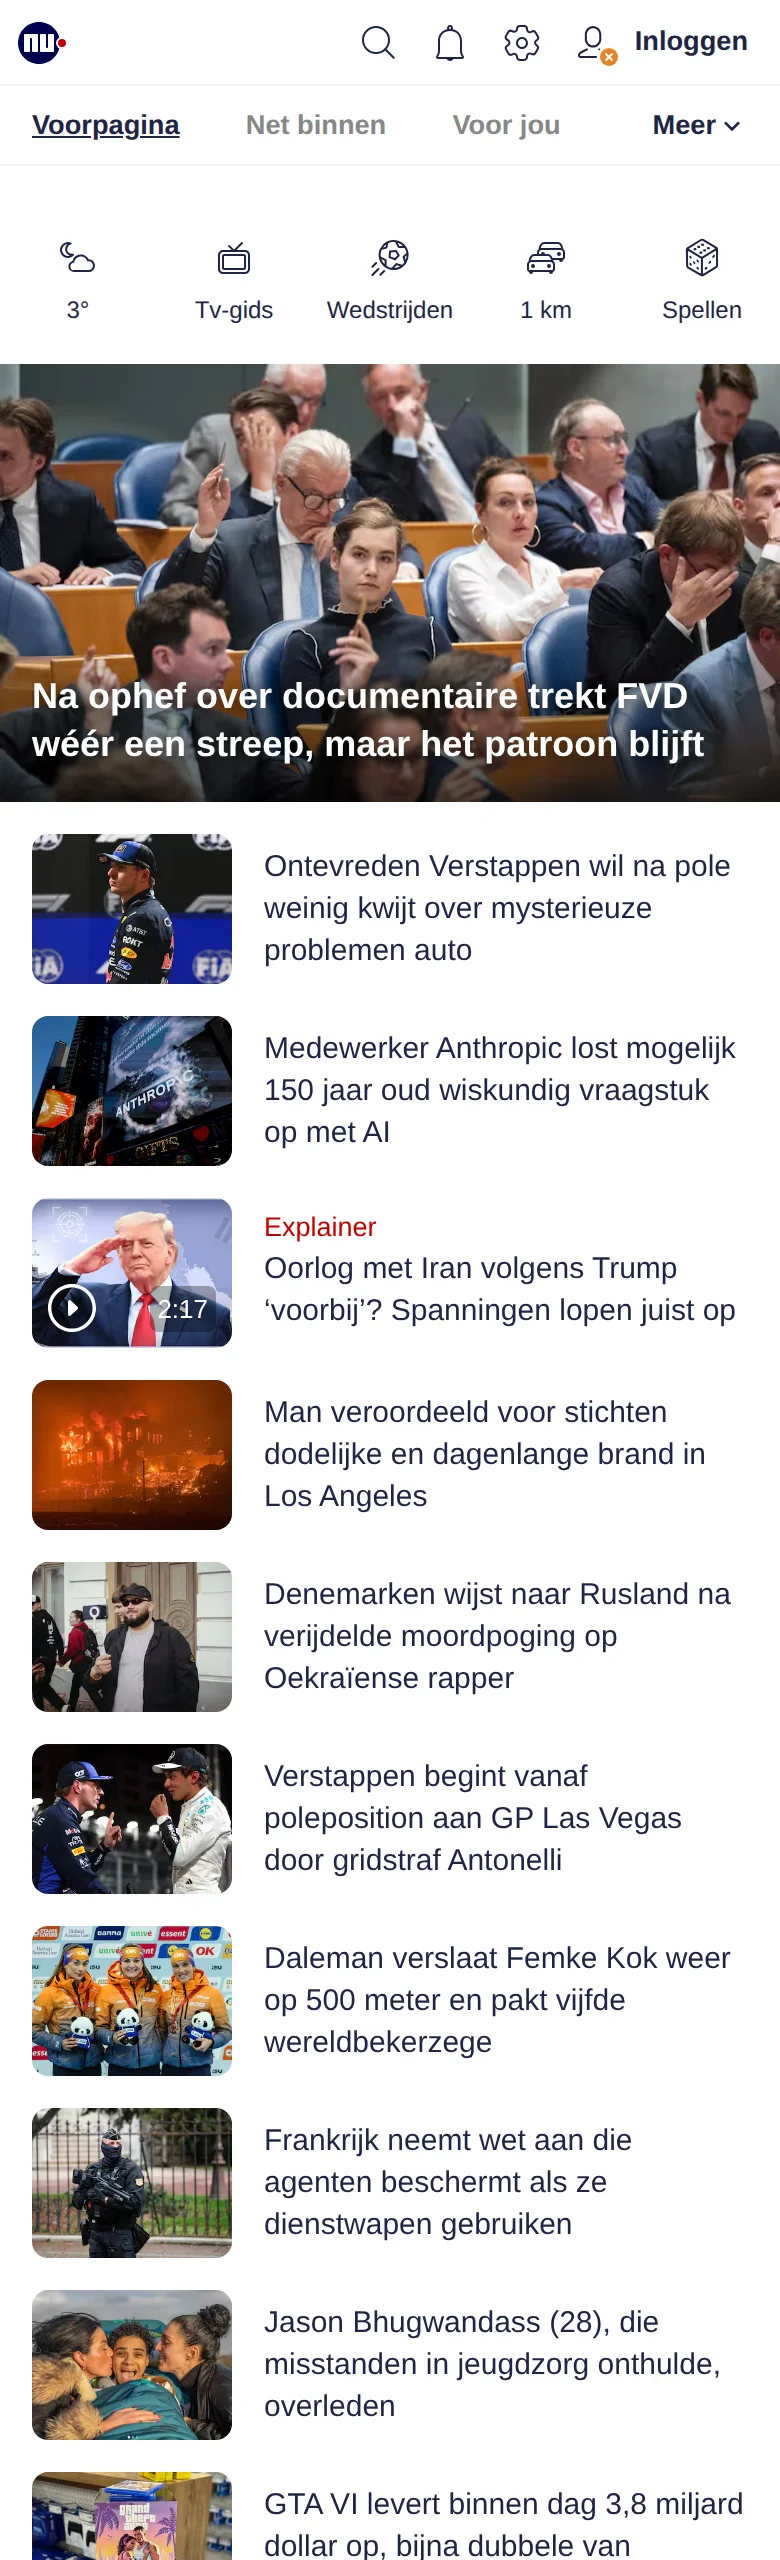 nu
Inloggen
Voorpagina Net binnen Voor jou Meer
3° Tv-gids Wedstrijden 1 km Spellen
Na ophef over documentaire trekt FVD
wéér een streep, maar het patroon blijft
Ontevreden Verstappen wil na pole
weinig kwijt over mysterieuze
problemen auto
ANTHROPIC
GIFTS
Medewerker Anthropic lost mogelijk
150 jaar oud wiskundig vraagstuk
op met AI
2:17
Explainer
Oorlog met Iran volgens Trump
‘voorbij’? Spanningen lopen juist op
Man veroordeeld voor stichten
dodelijke en dagenlange brand in
Los Angeles
Denemarken wijst naar Rusland na
verijdelde moordpoging op
Oekraïense rapper
Verstappen begint vanaf
poleposition aan GP Las Vegas
door gridstraf Antonelli
Daleman verslaat Femke Kok weer
op 500 meter en pakt vijfde
wereldbekerzege
Frankrijk neemt wet aan die
agenten beschermt als ze
dienstwapen gebruiken
Jason Bhugwandass (28), die
misstanden in jeugdzorg onthulde,
overleden
grand
theft
GTA VI levert binnen dag 3,8 miljard
dollar op, bijna dubbele van